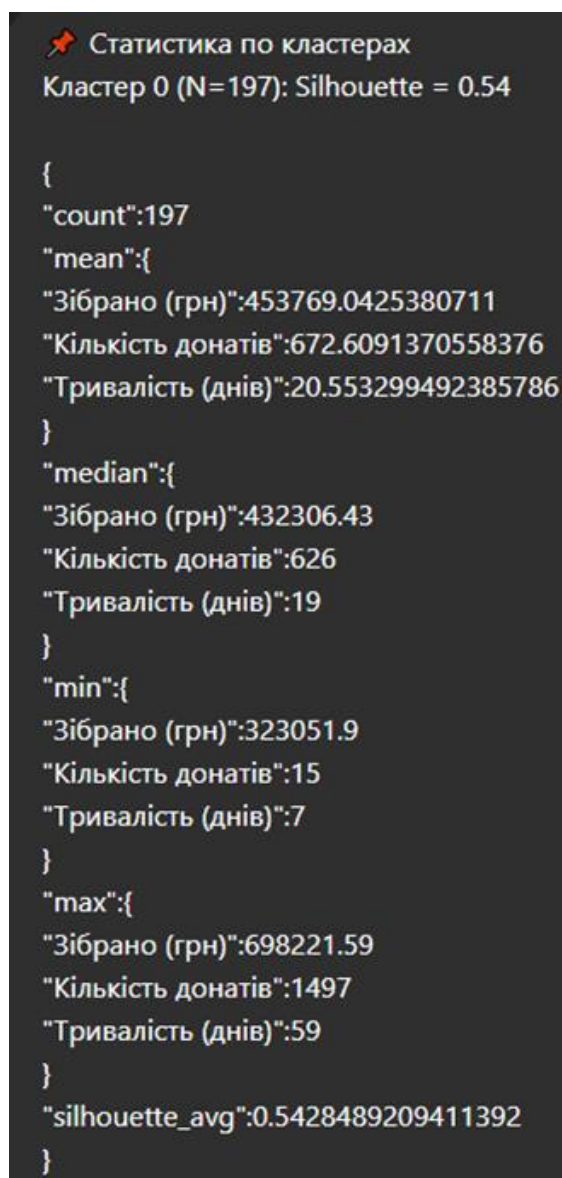 📌 Статистика по кластерах
Кластер 0 (N=197): Silhouette = 0.54
{
"count":197
"mean":{
"Зібрано (грн)":453769.0425380711
"Кількість донатів":672.6091370558376
"Тривалість (днів)":20.553299492385786
}
"median":{
"Зібрано (грн)":432306.43
"Кількість донатів":626
"Тривалість (днів)":19
}
"min":{
"Зібрано (грн)":323051.9
"Кількість донатів":15
"Тривалість (днів)":7
}
"max":{
"Зібрано (грн)":698221.59
"Кількість донатів":1497
"Тривалість (днів)":59
}
"silhouette_avg":0.5428489209411392
}